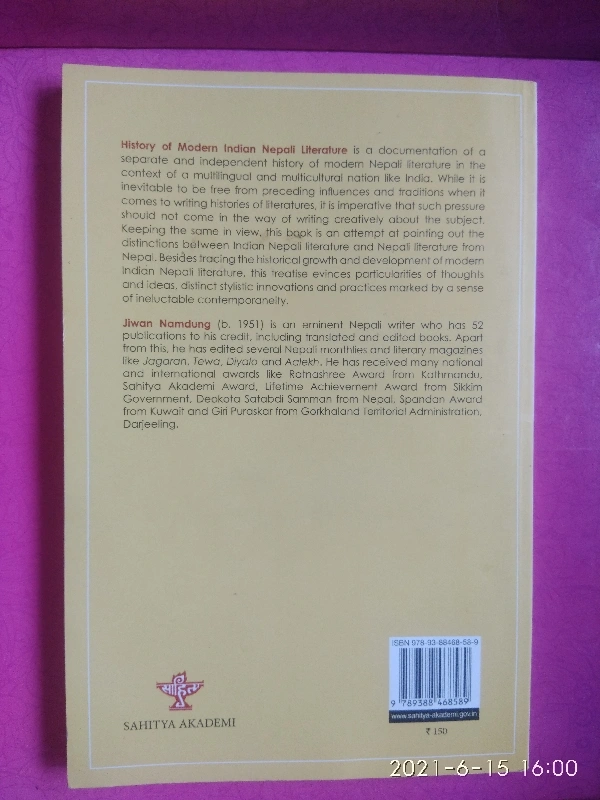 History of Modern Indian Nepali Literature is a documentation of a
separate and independent history of modern Nepali literature in the
context of a multilingual and multicultural nation like India. While it is
inevitable to be free from preceding influences and traditions when it
comes to writing histories of literatures, it is imperative that such pressure
should not come in the way of writing creatively about the subject.
Keeping the same in view, this book is an attempt at pointing out the
distinctions between Indian Nepali literature and Nepali literature from
Nepal. Besides tracing the historical growth and development of modern
Indian Nepali literature, this treatise evinces particularities of thoughts
and ideas, distinct stylistic innovations and practices marked by a sense
of ineluctable contemporaneity.
Jiwan Namdung (b. 1951) is an eminent Nepali writer who has 52
publications to his credit, including translated and edited books. Apart
from this, he has edited several Nepali monthlies and literary magazines
like Jagaran, Tewa, Diyalo and Aalekh. He has received many national
and international awards like Ratnashree Award from Kathmandu,
Sahitya Akademi Award, Lifetime Achievement Award from Sikkim
Government, Deokota Satabdi Samman from Nepal, Spandan Award
from Kuwait and Giri Puraskar from Gorkhaland Territorial Administration,
Darjeeling.
ISBN 978-93-88468-58-9
9 789388 468589
www.sahitya-akademi.gov.in
₹ 150
साहित्य
SAHITYA AKADEMI
2021-6-15 16:00